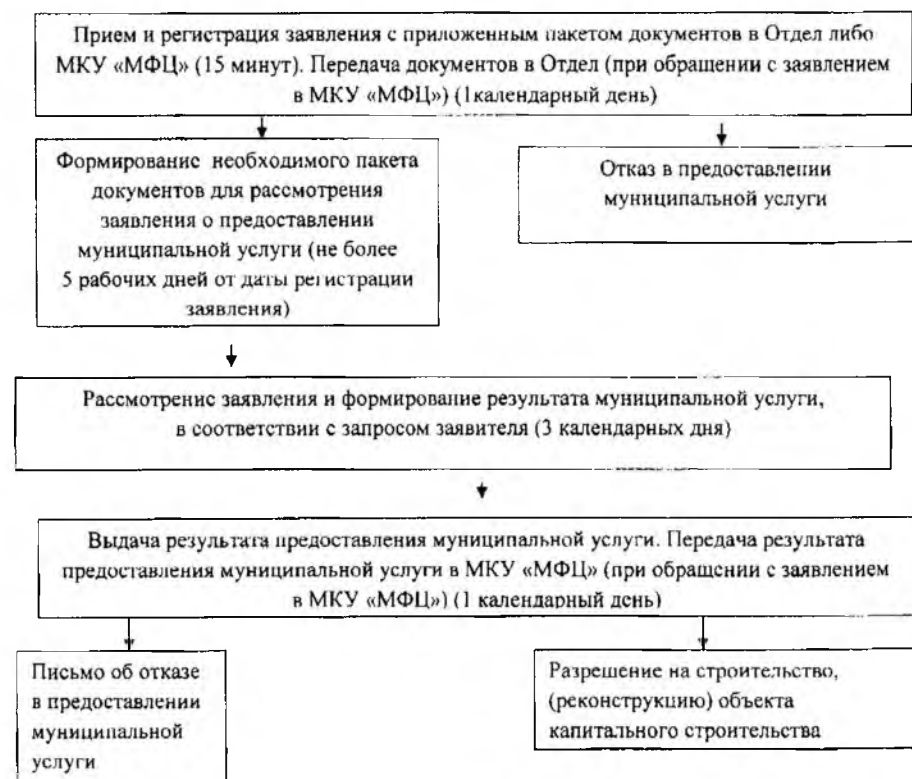 Прием и регистрация заявления с приложенным пакетом документов в Отдел либо
МКУ «МФЦ» (15 минут). Передача документов в Отдел (при обращении с заявлением
в МКУ «МФЦ») (1календарный день)
Формирование необходимого пакета
документов для рассмотрения
заявления о предоставлении
муниципальной услуги (не более
5 рабочих дней от даты регистрации
заявления)
Отказ в предоставлении
муниципальной услуги
Рассмотрение заявления и формирование результата муниципальной услуги,
в соответствии с запросом заявителя (3 календарных дня)
Выдача результата предоставления муниципальной услуги. Передача результата
предоставления муниципальной услуги в МКУ «МФЦ» (при обращении с заявлением
в МКУ «МФЦ») (1 календарный день)
Письмо об отказе
в предоставлении
муниципальной
услуги
Разрешение на строительство,
(реконструкцию) объекта
капитального строительства